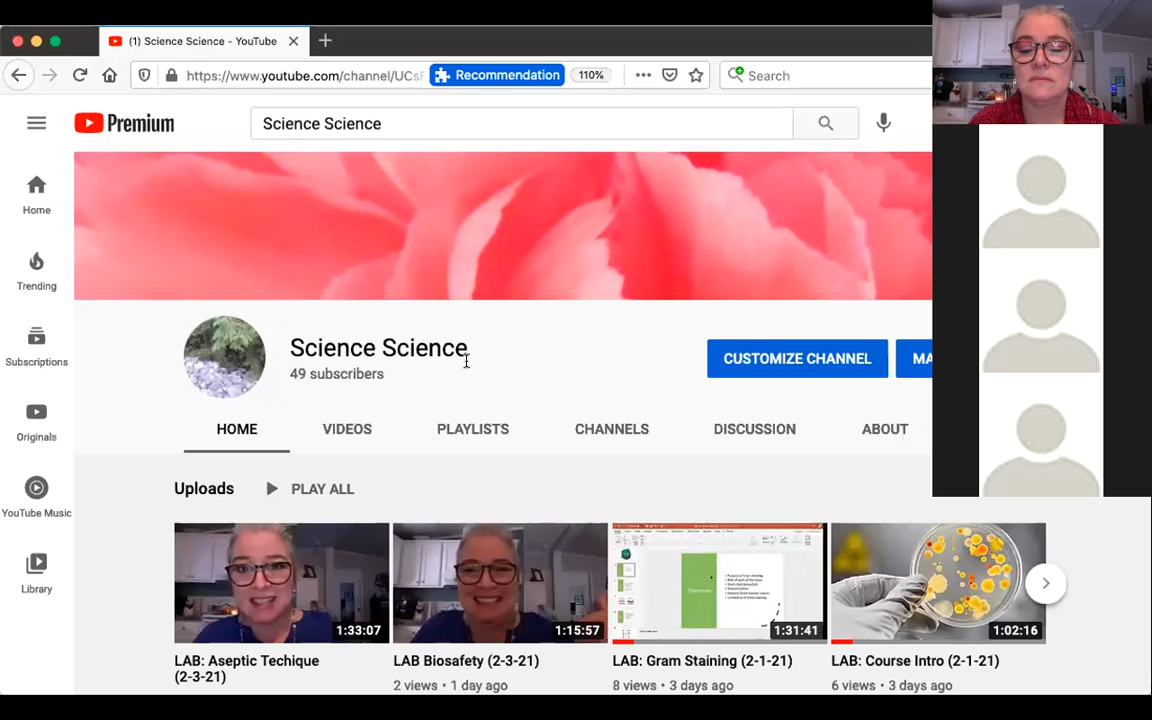 (1) Science Science - YouTube
https://www.youtube.com/channel/UCsF
Recommendation
110%
Search
Premium
Science Science
Home
Trending
Subscriptions
Originals
YouTube Music
Library
Science Science
49 subscribers
CUSTOMIZE CHANNEL
MA
HOME
VIDEOS
PLAYLISTS
CHANNELS
DISCUSSION
ABOUT
Uploads
PLAY ALL
1:33:07
1:15:57
1:31:41
1:02:16
LAB: Aseptic Techique
(2-3-21)
LAB Biosafety (2-3-21)
2 views • 1 day ago
LAB: Gram Staining (2-1-21)
8 views • 3 days ago
LAB: Course Intro (2-1-21)
6 views • 3 days ago